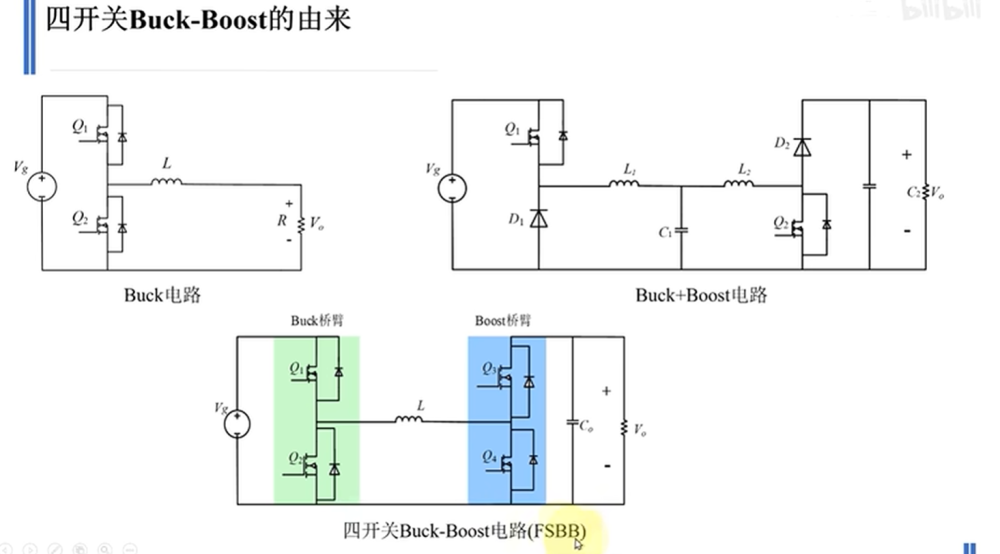 四开关Buck-Boost的由来
bilibili
Q₁
Vg
+
-
L
Q₂
+
R
Vo
-
Buck电路
Q₁
Vg
+
-
D₁
L₁
L₂
C₁
D₂
Q₂
+
C₂
Vo
-
Buck+Boost电路
Buck桥臂
Boost桥臂
Q₁
Q₃
Vg
+
-
L
Q₂
Q₄
+
Co
Vo
-
四开关Buck-Boost电路(FSBB)